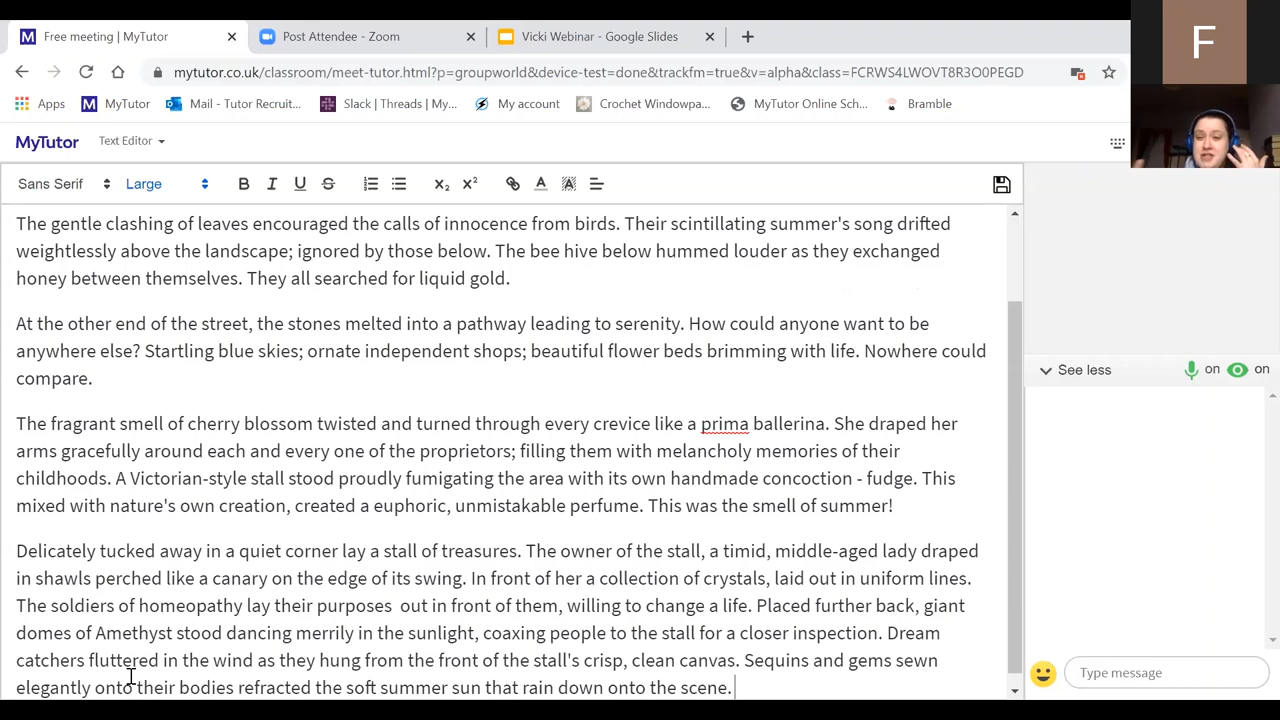 Free meeting | MyTutor
Post Attendee - Zoom
Vicki Webinar - Google Slides
F
mytutor.co.uk/classroom/meet-tutor.html?p=groupworld&device-test=done&trackfm=true&v=alpha&class=FCRWS4LWOVT8R3O0PEGD
Apps MyTutor Mail - Tutor Recruit... Slack | Threads | My... My account Crochet Windowpa... MyTutor Online Sch... Bramble
MyTutor Text Editor
Sans Serif Large B I U S X₂ X² A A
The gentle clashing of leaves encouraged the calls of innocence from birds. Their scintillating summer's song drifted
weightlessly above the landscape; ignored by those below. The bee hive below hummed louder as they exchanged
honey between themselves. They all searched for liquid gold.
At the other end of the street, the stones melted into a pathway leading to serenity. How could anyone want to be
anywhere else? Startling blue skies; ornate independent shops; beautiful flower beds brimming with life. Nowhere could
compare.
The fragrant smell of cherry blossom twisted and turned through every crevice like a prima ballerina. She draped her
arms gracefully around each and every one of the proprietors; filling them with melancholy memories of their
childhoods. A Victorian-style stall stood proudly fumigating the area with its own handmade concoction - fudge. This
mixed with nature's own creation, created a euphoric, unmistakable perfume. This was the smell of summer!
Delicately tucked away in a quiet corner lay a stall of treasures. The owner of the stall, a timid, middle-aged lady draped
in shawls perched like a canary on the edge of its swing. In front of her a collection of crystals, laid out in uniform lines.
The soldiers of homeopathy lay their purposes  out in front of them, willing to change a life. Placed further back, giant
domes of Amethyst stood dancing merrily in the sunlight, coaxing people to the stall for a closer inspection. Dream
catchers fluttered in the wind as they hung from the front of the stall's crisp, clean canvas. Sequins and gems sewn
elegantly onto their bodies refracted the soft summer sun that rain down onto the scene.
See less on on
Type message